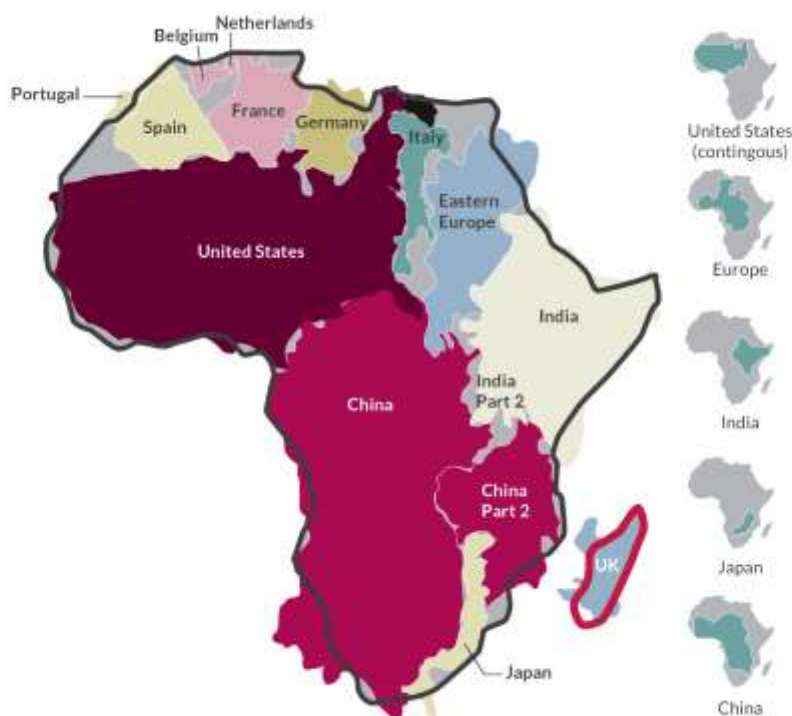 Netherlands
Belgium
Portugal
Spain
France
Germany
Italy
Eastern
Europe
United States
India
India
Part 2
China
China
Part 2
UK
Japan
United States
(contingous)
Europe
India
Japan
China